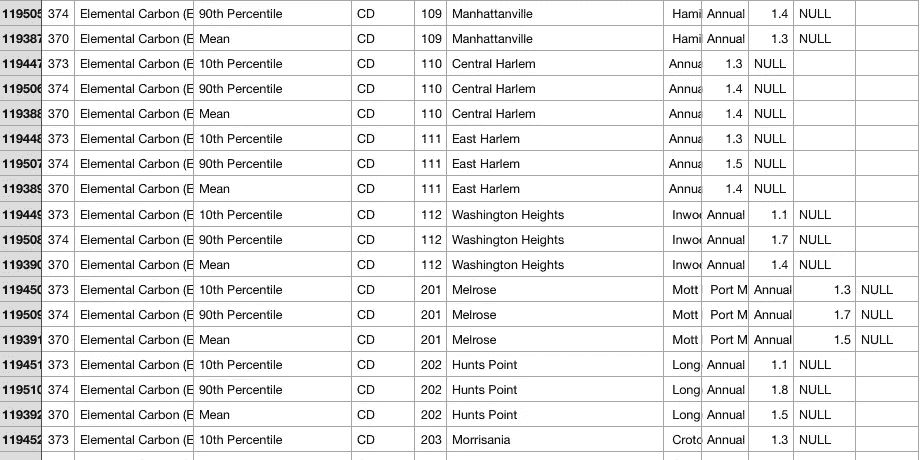 119505 374 Elemental Carbon (E 90th Percentile CD 109 Manhattanville Hami Annual 1.4 NULL
119387 370 Elemental Carbon (E Mean CD 109 Manhattanville Hami Annual 1.3 NULL
119447 373 Elemental Carbon (E 10th Percentile CD 110 Central Harlem Annua 1.3 NULL
119506 374 Elemental Carbon (E 90th Percentile CD 110 Central Harlem Annua 1.4 NULL
119388 370 Elemental Carbon (E Mean CD 110 Central Harlem Annua 1.4 NULL
119448 373 Elemental Carbon (E 10th Percentile CD 111 East Harlem Annua 1.3 NULL
119507 374 Elemental Carbon (E 90th Percentile CD 111 East Harlem Annua 1.5 NULL
119389 370 Elemental Carbon (E Mean CD 111 East Harlem Annua 1.4 NULL
119449 373 Elemental Carbon (E 10th Percentile CD 112 Washington Heights Inwoo Annual 1.1 NULL
119508 374 Elemental Carbon (E 90th Percentile CD 112 Washington Heights Inwoo Annual 1.7 NULL
119390 370 Elemental Carbon (E Mean CD 112 Washington Heights Inwoo Annual 1.4 NULL
119450 373 Elemental Carbon (E 10th Percentile CD 201 Melrose Mott Port M Annual 1.3 NULL
119509 374 Elemental Carbon (E 90th Percentile CD 201 Melrose Mott Port M Annual 1.7 NULL
119391 370 Elemental Carbon (E Mean CD 201 Melrose Mott Port M Annual 1.5 NULL
119451 373 Elemental Carbon (E 10th Percentile CD 202 Hunts Point Long Annual 1.1 NULL
119510 374 Elemental Carbon (E 90th Percentile CD 202 Hunts Point Long Annual 1.8 NULL
119392 370 Elemental Carbon (E Mean CD 202 Hunts Point Long Annual 1.5 NULL
119452 373 Elemental Carbon (E 10th Percentile CD 203 Morrisania Croto Annual 1.3 NULL